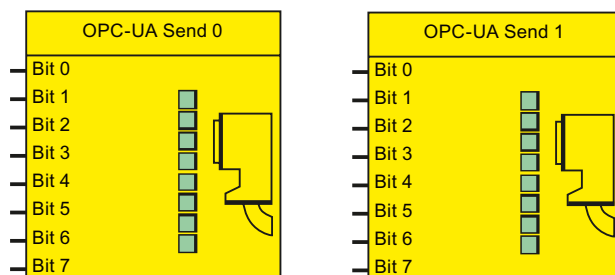 OPC-UA Send 0
Bit 0
Bit 1
Bit 2
Bit 3
Bit 4
Bit 5
Bit 6
Bit 7
OPC-UA Send 1
Bit 0
Bit 1
Bit 2
Bit 3
Bit 4
Bit 5
Bit 6
Bit 7